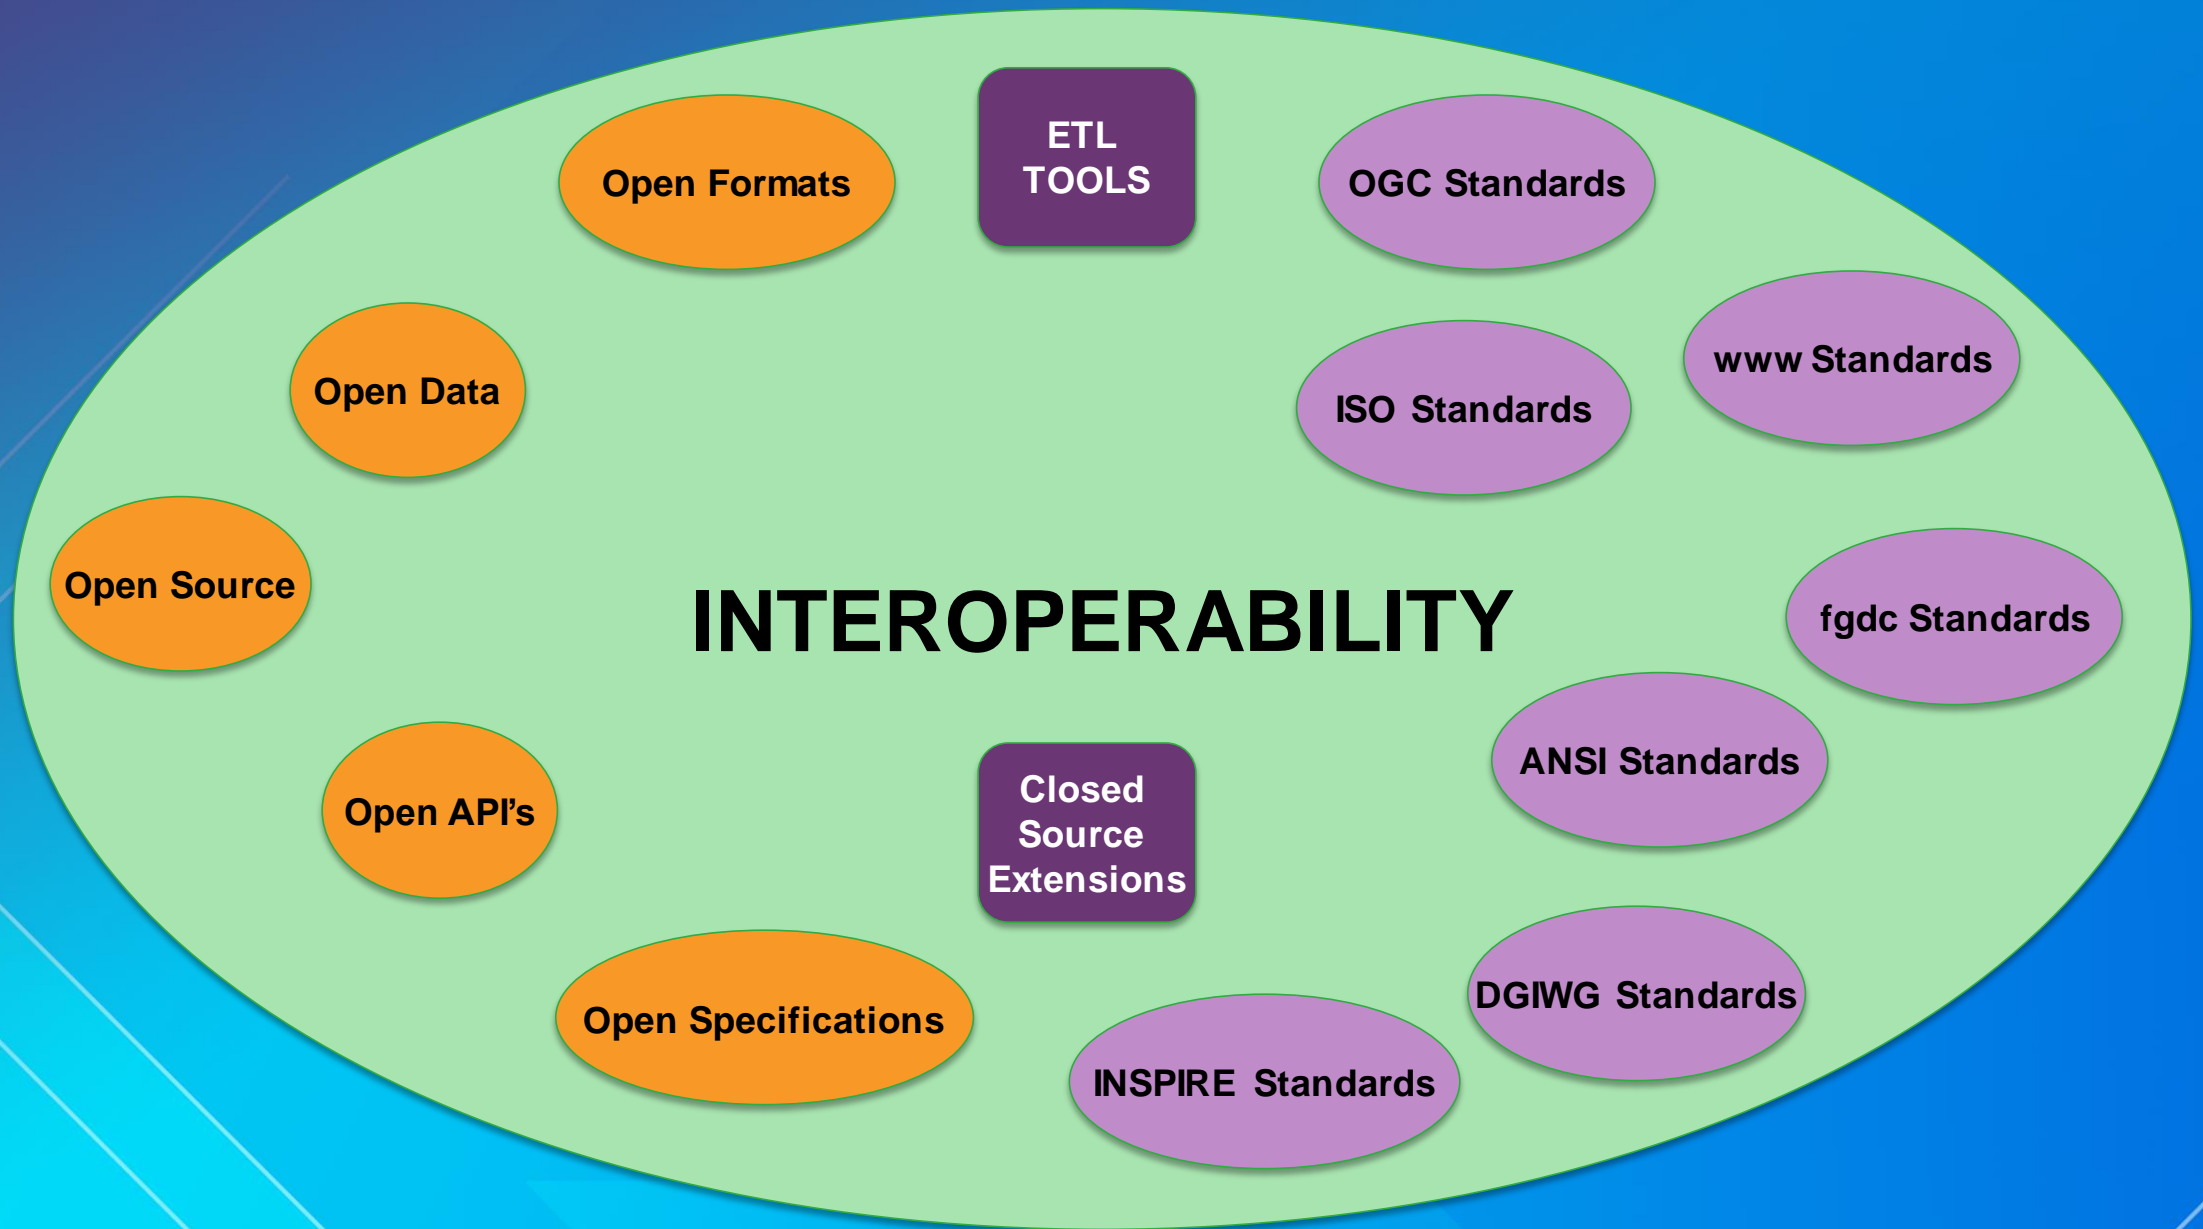 ETL
TOOLS
Open Formats
OGC Standards
www Standards
Open Data
ISO Standards
Open Source
INTEROPERABILITY
fgdc Standards
ANSI Standards
Open API’s
Closed
Source
Extensions
DGIWG Standards
Open Specifications
INSPIRE Standards